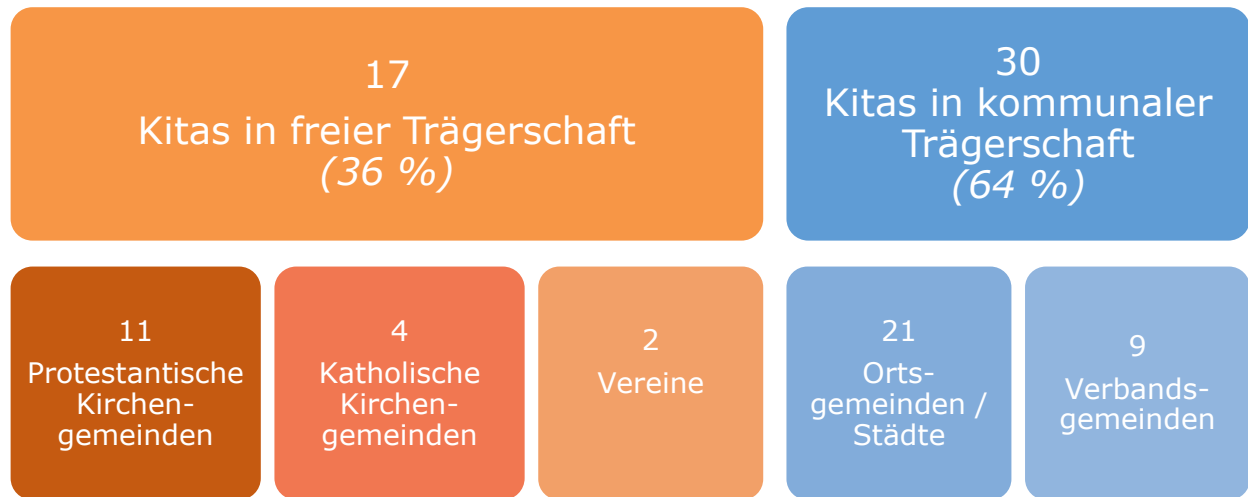 17
Kitas in freier Trägerschaft
(36 %)
30
Kitas in kommunaler
Trägerschaft
(64 %)
11
Protestantische
Kirchen-
gemeinden
4
Katholische
Kirchen-
gemeinden
2
Vereine
21
Orts-
gemeinden /
Städte
9
Verbands-
gemeinden